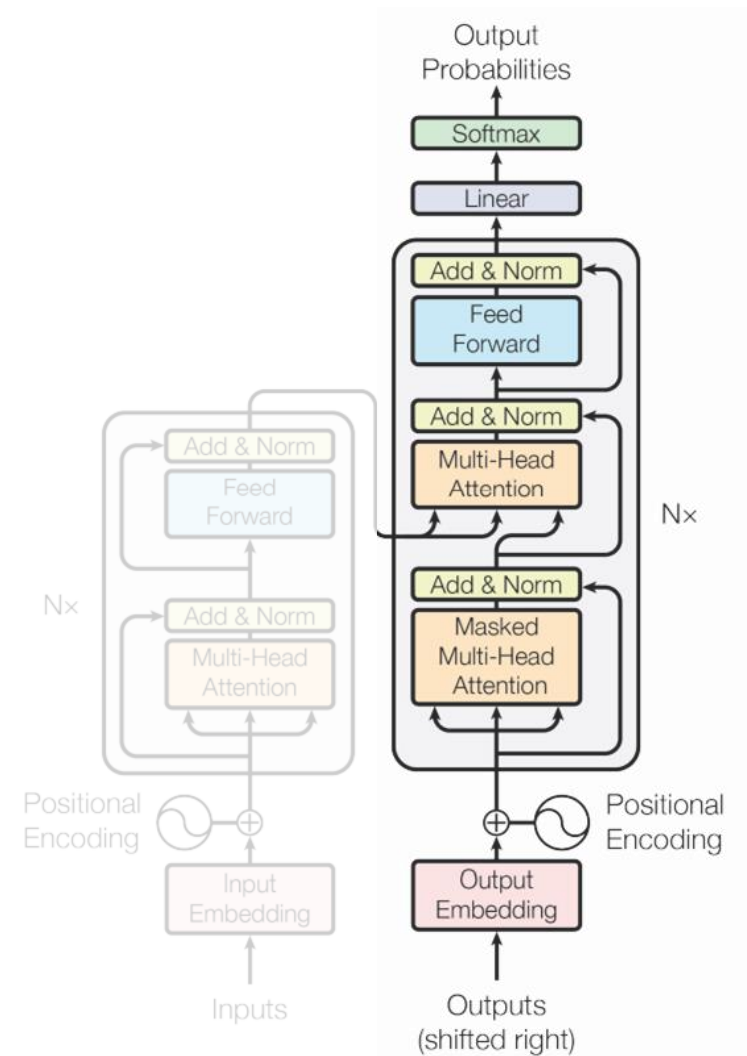 Output
Probabilities
Softmax
Linear
Add & Norm
Feed
Forward
Add & Norm
Multi-Head
Attention
Nx
Add & Norm
Masked
Multi-Head
Attention
Positional
Encoding
Output
Embedding
Outputs
(shifted right)
Add & Norm
Feed
Forward
Nx
Add & Norm
Multi-Head
Attention
Positional
Encoding
Input
Embedding
Inputs